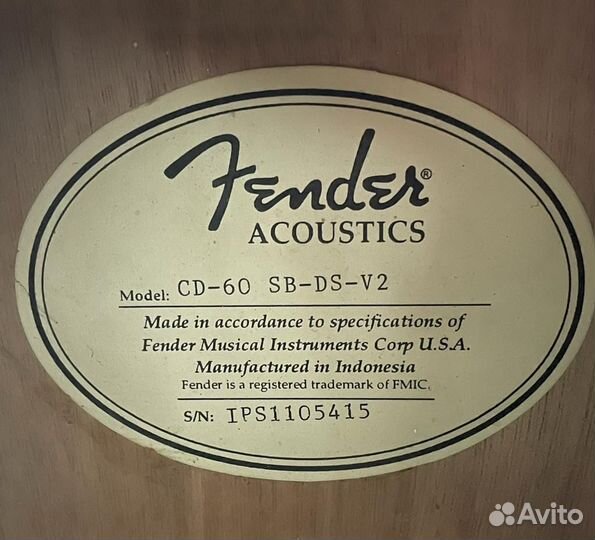 Fender®
ACOUSTICS
Model: CD-60 SB-DS-V2
Made in accordance to specifications of
Fender Musical Instruments Corp U.S.A.
Manufactured in Indonesia
Fender is a registered trademark of FMIC.
S/N: IPS1105415
Avito